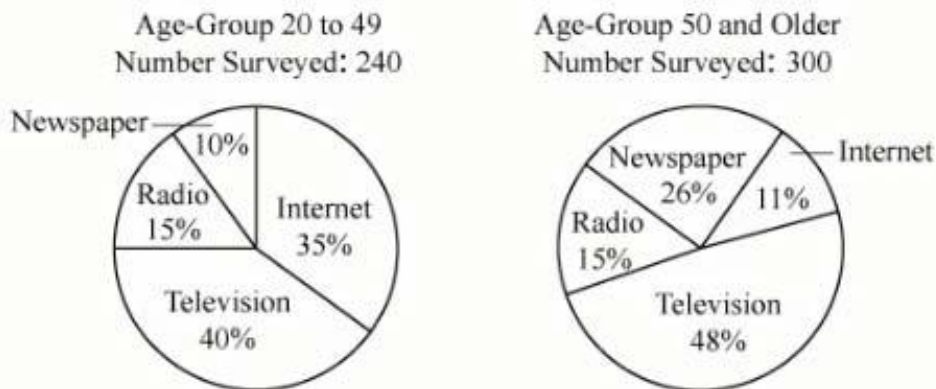 Age-Group 20 to 49
Number Surveyed: 240
Newspaper
10%
Radio
15%
Internet
35%
Television
40%
Age-Group 50 and Older
Number Surveyed: 300
Newspaper
26%
Internet
11%
Radio
15%
Television
48%